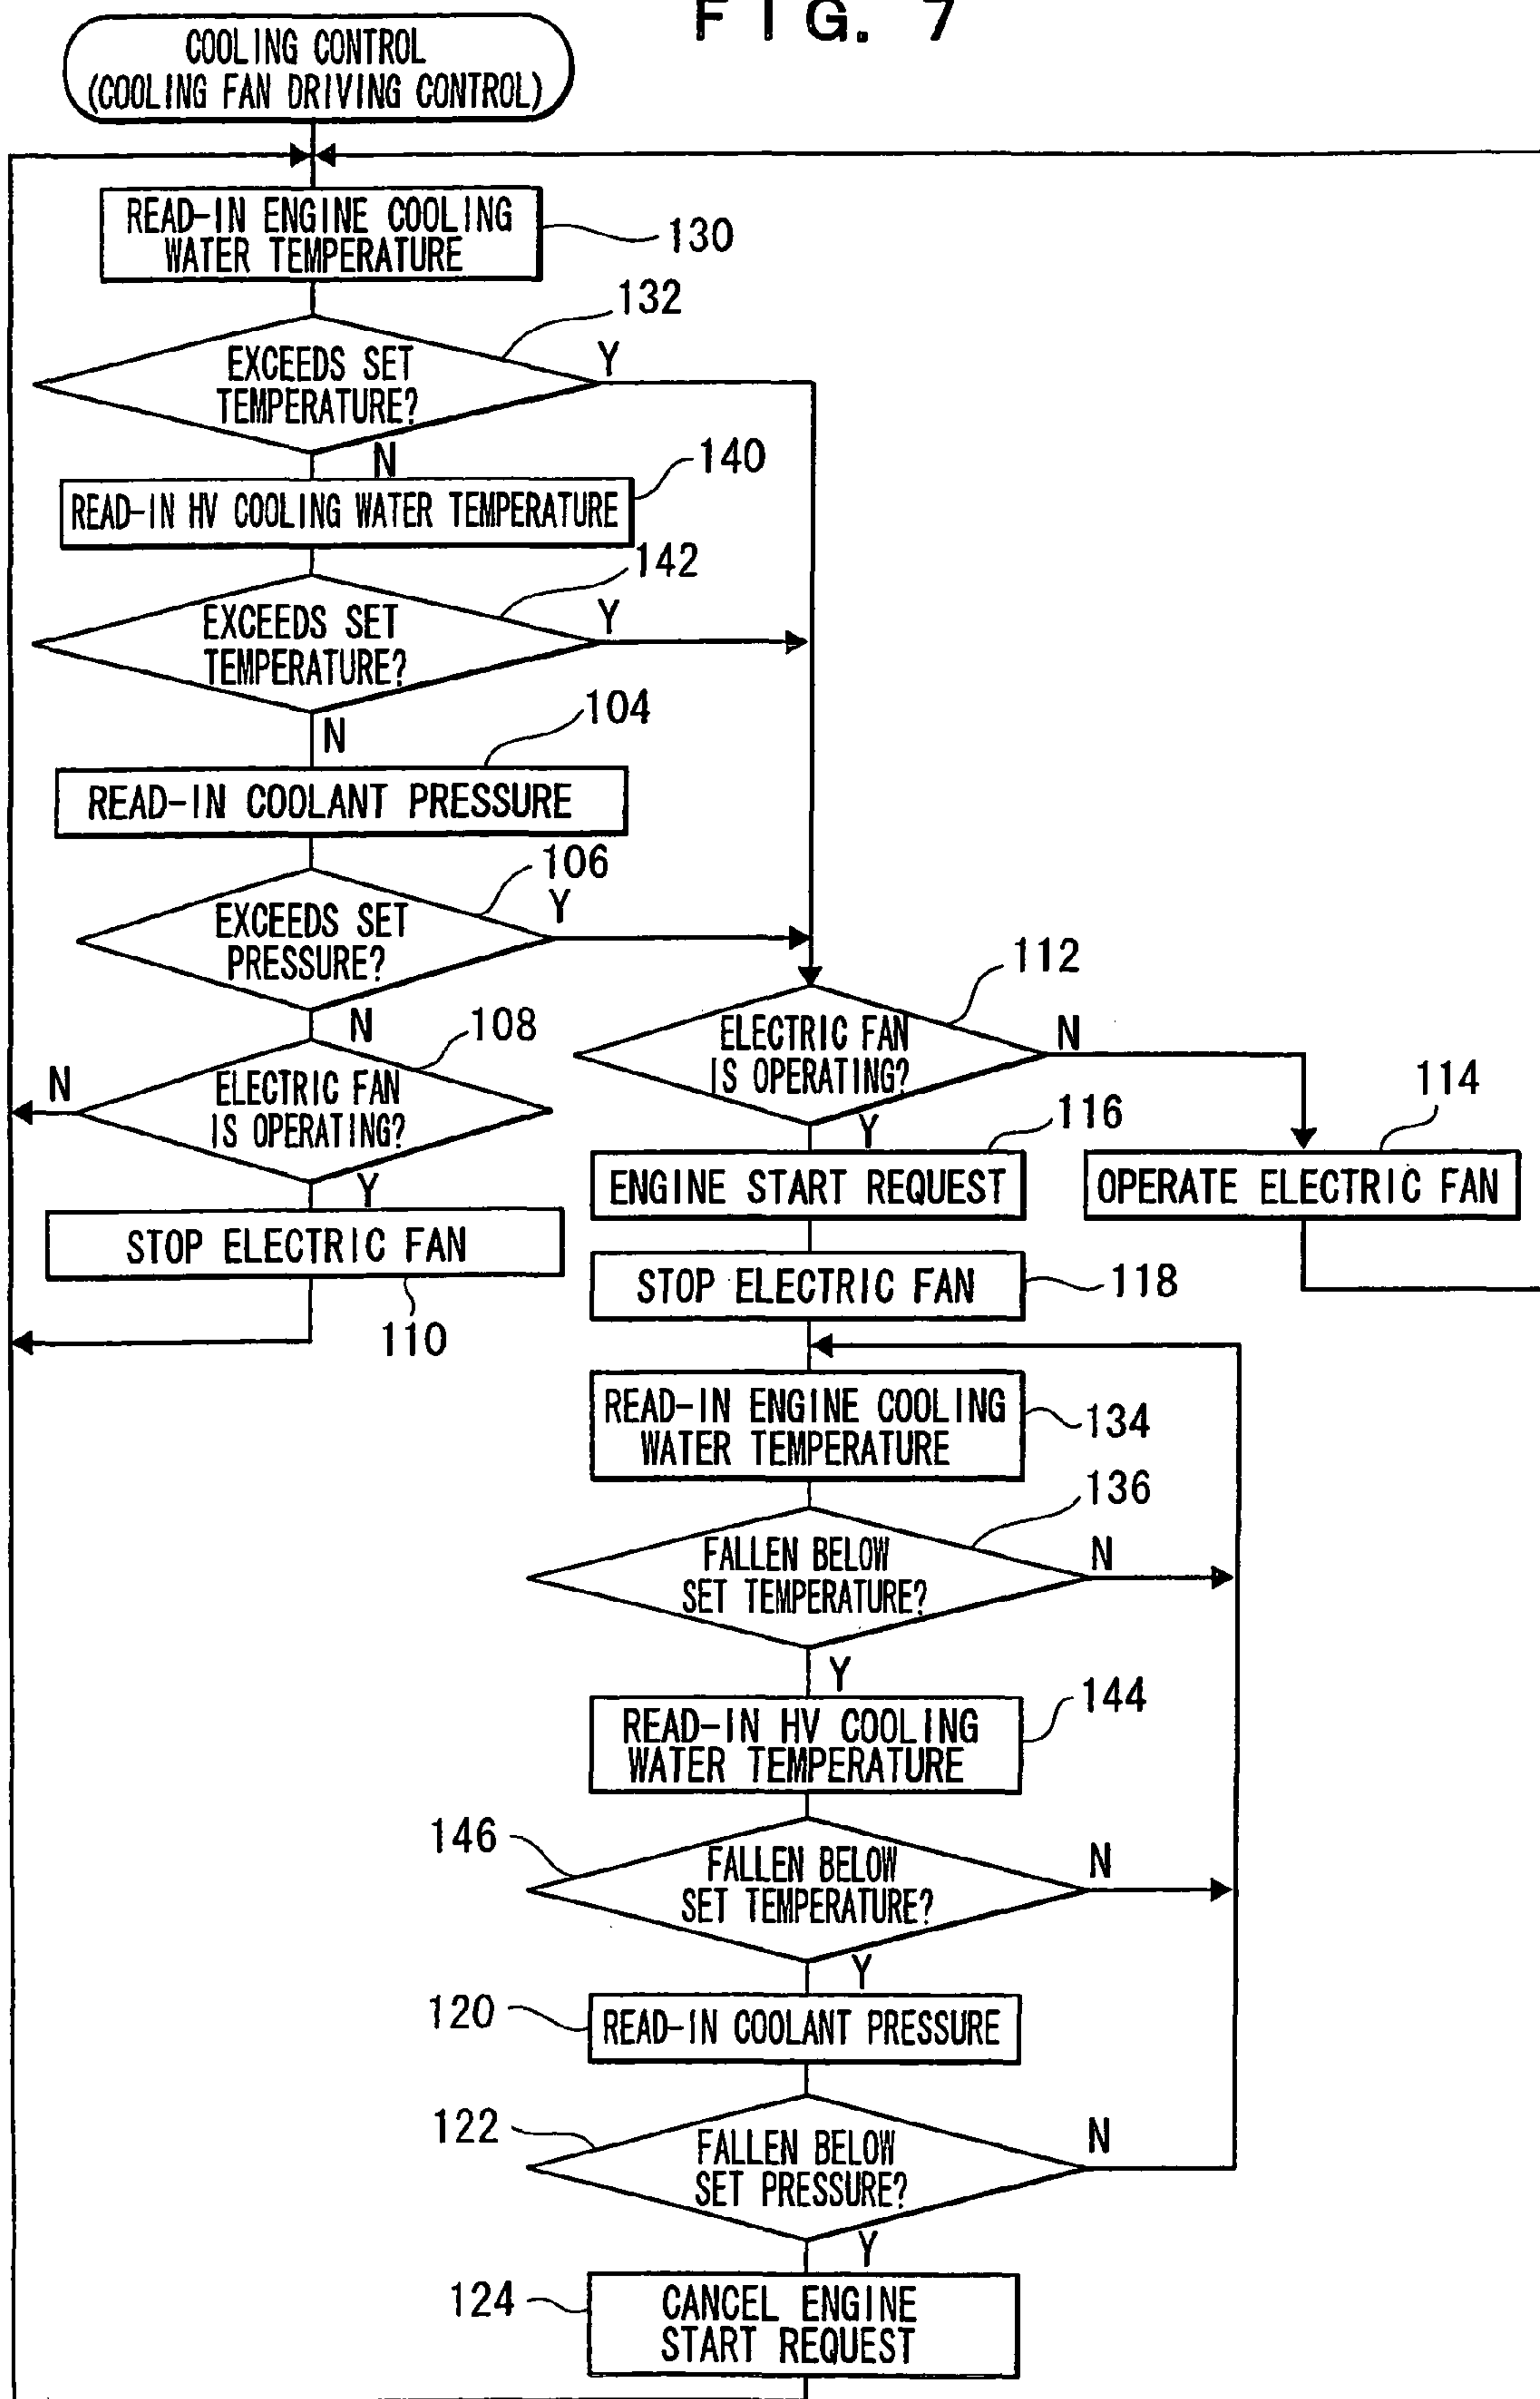 FIG. 7
COOLING CONTROL
(COOLING FAN DRIVING CONTROL)
READ-IN ENGINE COOLING
WATER TEMPERATURE
130
132
EXCEEDS SET
TEMPERATURE?
Y
N
140
READ-IN HV COOLING WATER TEMPERATURE
142
EXCEEDS SET
TEMPERATURE?
Y
N
104
READ-IN COOLANT PRESSURE
106
EXCEEDS SET
PRESSURE?
Y
N
108
ELECTRIC FAN
IS OPERATING?
N
Y
STOP ELECTRIC FAN
110
112
ELECTRIC FAN
IS OPERATING?
N
Y
114
OPERATE ELECTRIC FAN
116
ENGINE START REQUEST
STOP ELECTRIC FAN
118
READ-IN ENGINE COOLING
WATER TEMPERATURE
134
136
FALLEN BELOW
SET TEMPERATURE?
N
Y
144
READ-IN HV COOLING
WATER TEMPERATURE
146
FALLEN BELOW
SET TEMPERATURE?
N
Y
120
READ-IN COOLANT PRESSURE
122
FALLEN BELOW
SET PRESSURE?
N
Y
124
CANCEL ENGINE
START REQUEST